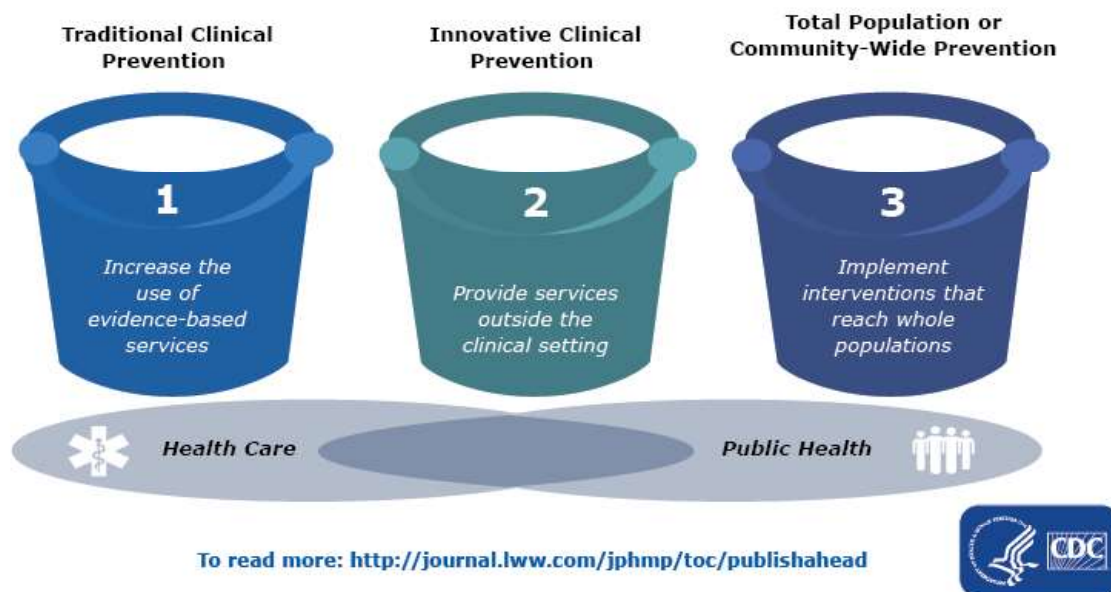 Traditional Clinical
Prevention
Innovative Clinical
Prevention
Total Population or
Community-Wide Prevention
1
Increase the
use of
evidence-based
services
2
Provide services
outside the
clinical setting
3
Implement
interventions that
reach whole
populations
Health Care
Public Health
To read more: http://journal.lww.com/jphmp/toc/publishahead
CDC